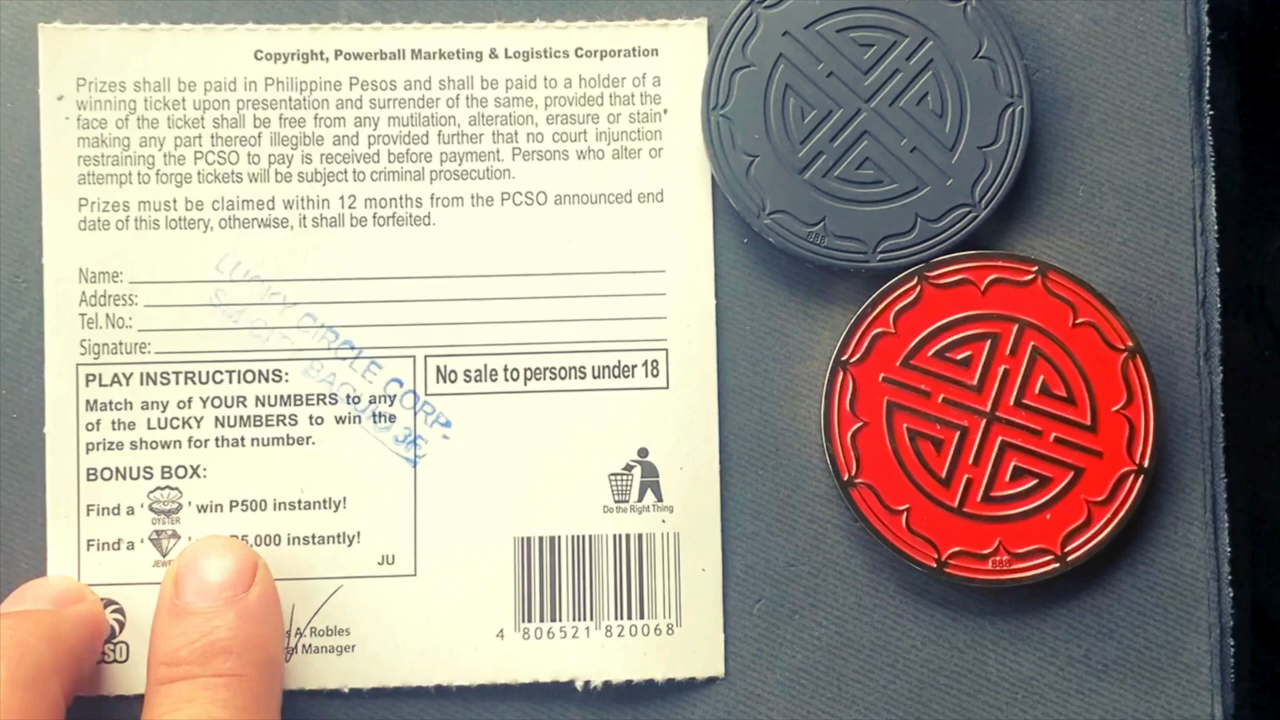 Copyright, Powerball Marketing & Logistics Corporation
Prizes shall be paid in Philippine Pesos and shall be paid to a holder of a
winning ticket upon presentation and surrender of the same, provided that the
face of the ticket shall be free from any mutilation, alteration, erasure or stain
making any part thereof illegible and provided further that no court injunction
restraining the PCSO to pay is received before payment. Persons who alter or
attempt to forge tickets will be subject to criminal prosecution.
Prizes must be claimed within 12 months from the PCSO announced end
date of this lottery, otherwise, it shall be forfeited.
Name:
Address:
Tel. No.:
Signature:
LUCKY CIRCLE CORP.
SM CITY BAGUIO
PLAY INSTRUCTIONS:
Match any of YOUR NUMBERS to any
of the LUCKY NUMBERS to win the
prize shown for that number.
BONUS BOX:
Find a ' ' win P500 instantly!
OYSTER
Find a ' ' 5,000 instantly!
JU
No sale to persons under 18
Do the Right Thing
4 806521 820068
A. Robles
Manager
888
888